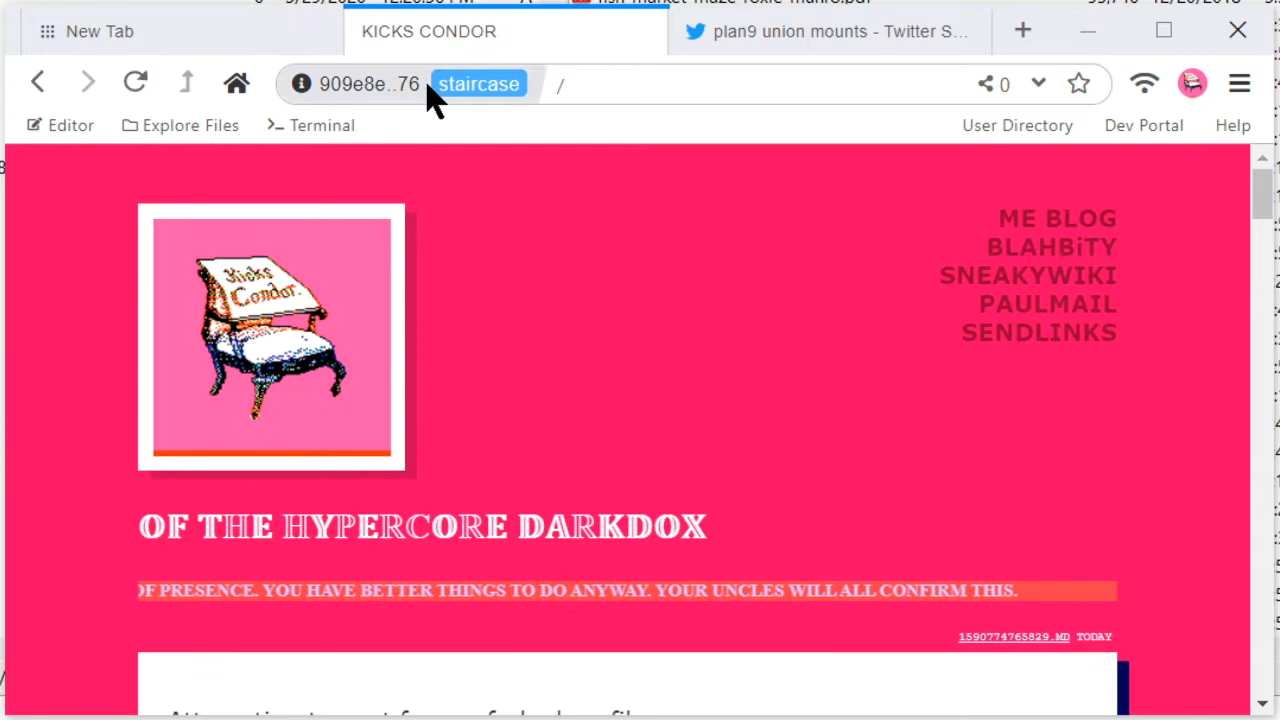 New Tab
KICKS CONDOR
plan9 union mounts - Twitter S...
909e8e..76 staircase /
0
Editor
Explore Files
Terminal
User Directory
Dev Portal
Help
Kicks
Condor.
ME BLOG
BLAHBiTY
SNEAKYWIKI
PAULMAIL
SENDLINKS
OF THE HYPERCORE DARKDOX
OF PRESENCE. YOU HAVE BETTER THINGS TO DO ANYWAY. YOUR UNCLES WILL ALL CONFIRM THIS.
1590774765829.MD TODAY